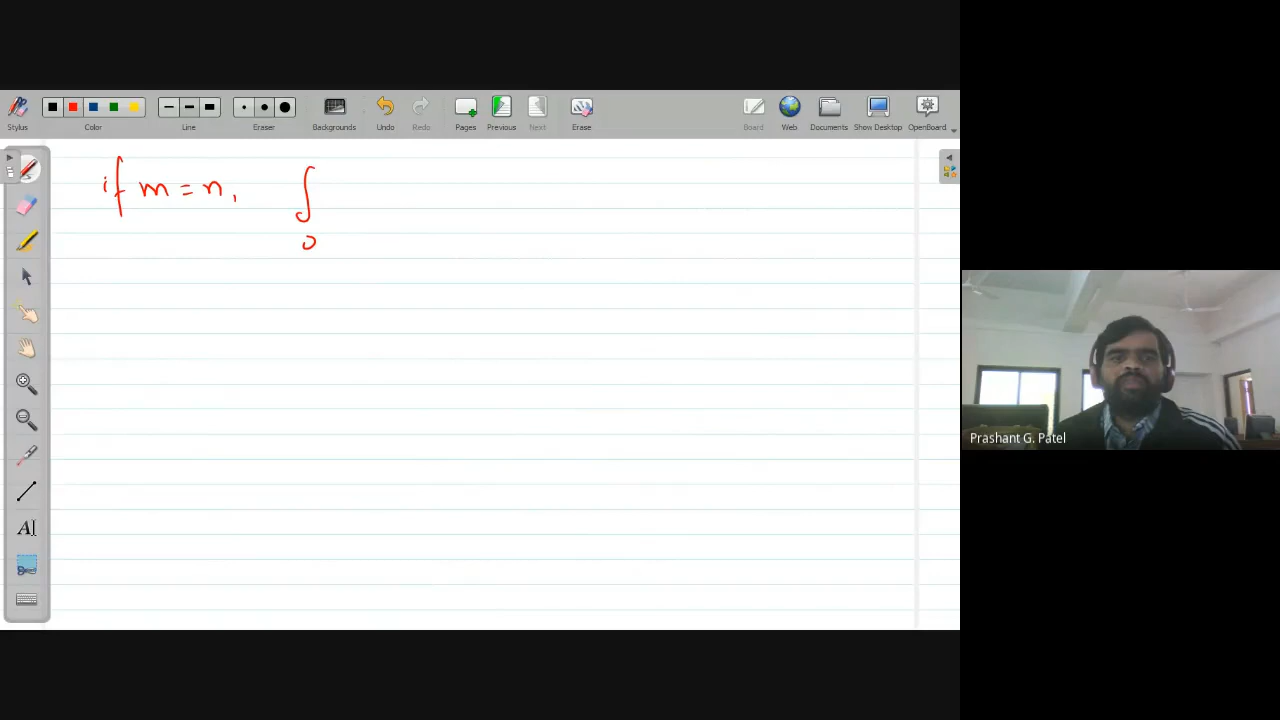 Color Line Eraser Backgrounds Undo Redo Pages Previous Next Erase Board Web Documents Show Desktop OpenBoard
Stylus
if m = n, ∫
0
A
Prashant G. Patel